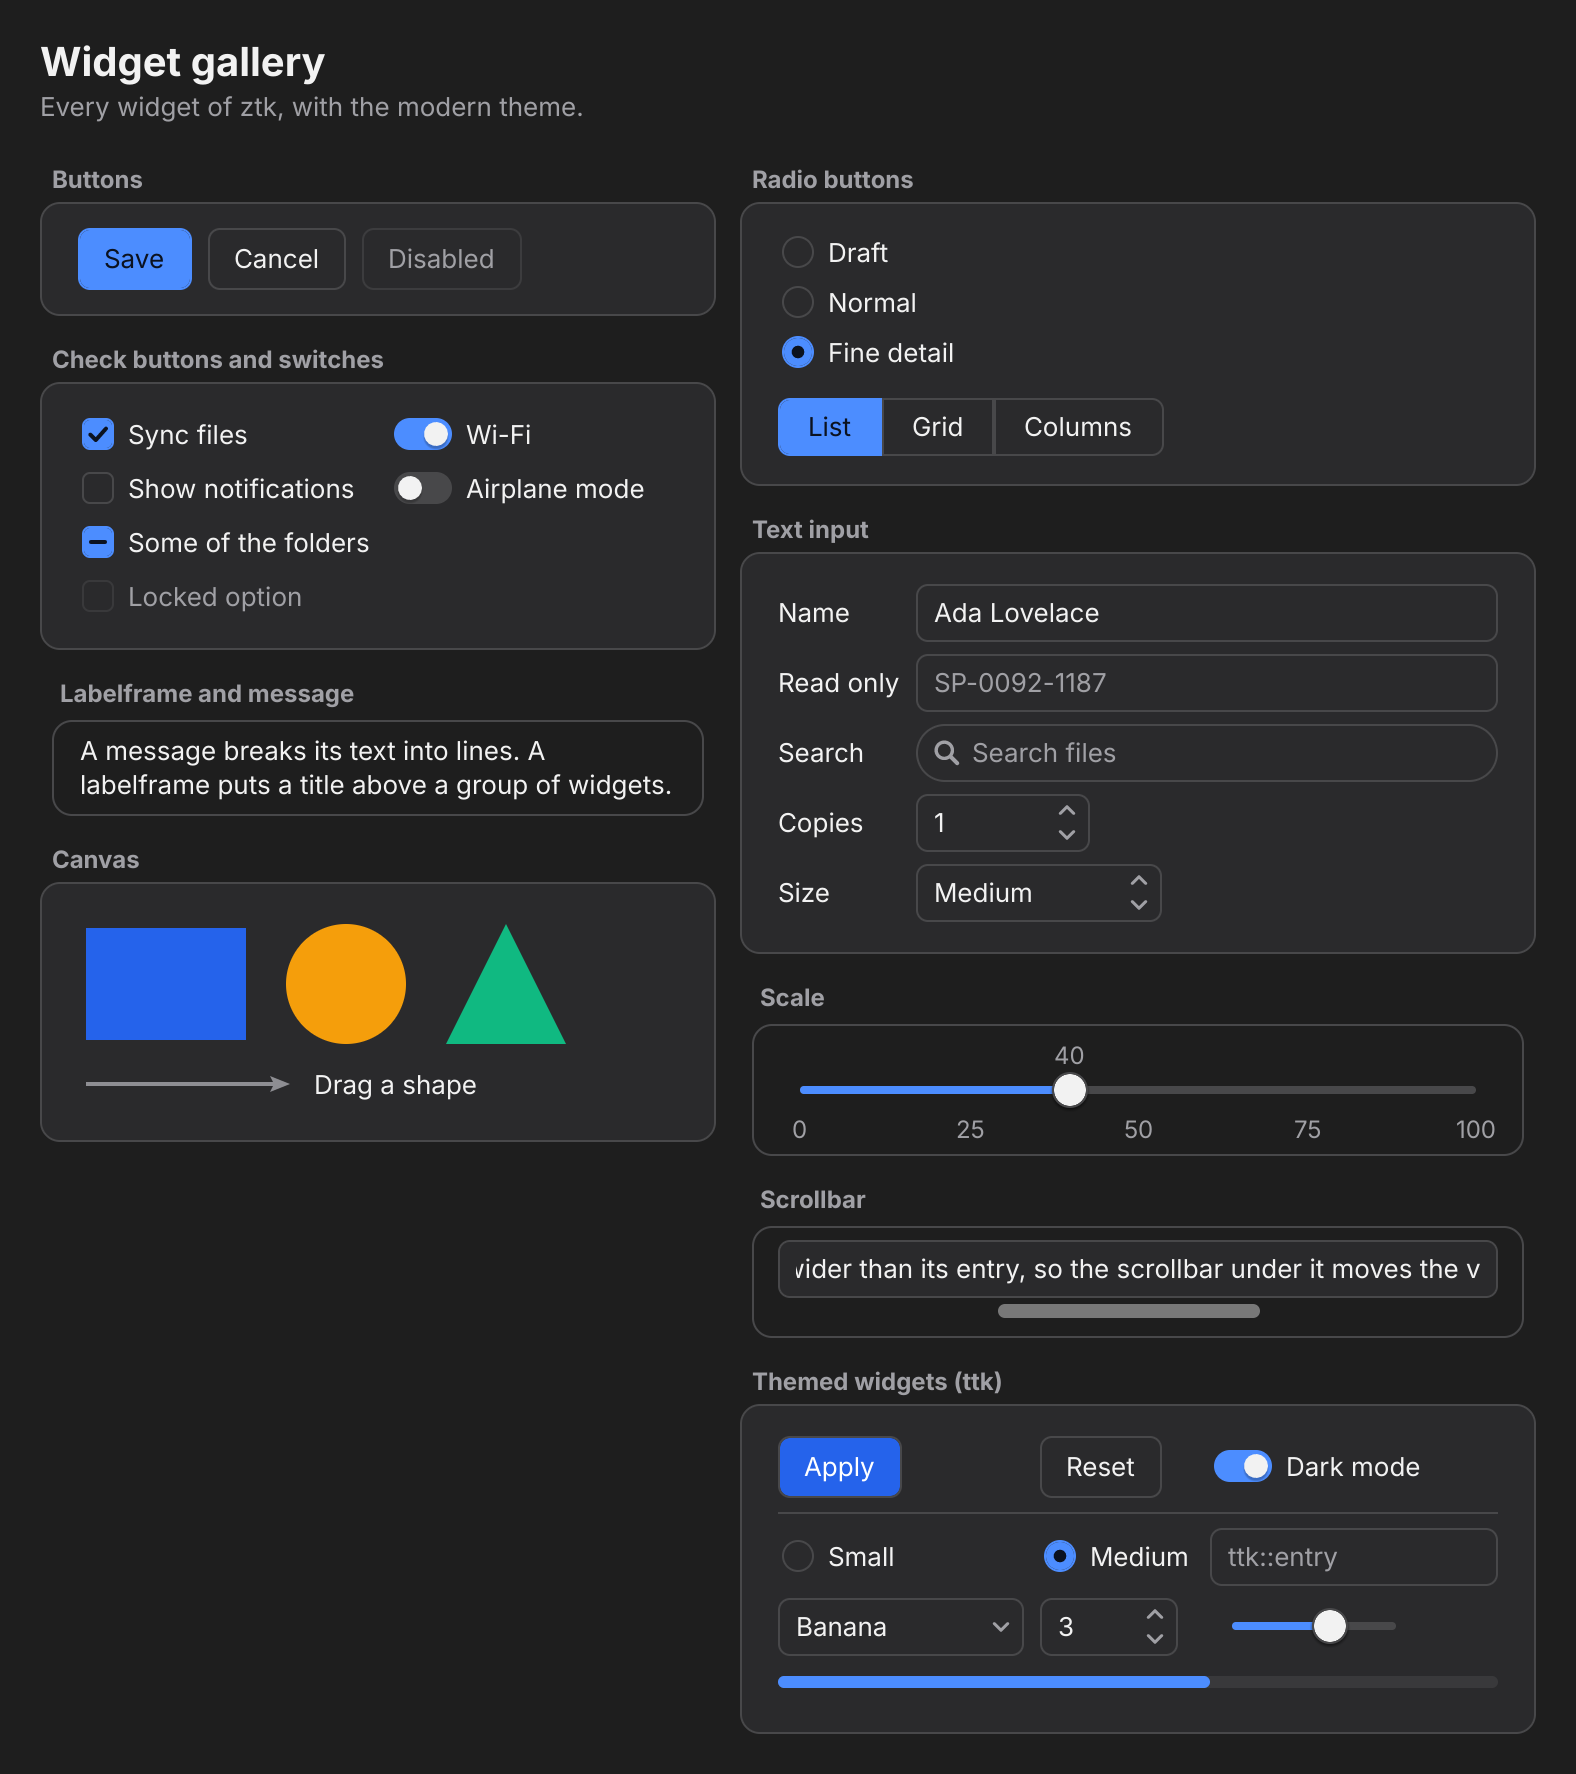 Widget gallery
Every widget of ztk, with the modern theme.
Buttons
Save Cancel Disabled
Check buttons and switches
Sync files Wi-Fi
Show notifications Airplane mode
Some of the folders
Locked option
Labelframe and message
A message breaks its text into lines. A
labelframe puts a title above a group of widgets.
Canvas
Drag a shape
Radio buttons
Draft
Normal
Fine detail
List Grid Columns
Text input
Name Ada Lovelace
Read only SP-0092-1187
Search Search files
Copies 1
Size Medium
Scale
40
0 25 50 75 100
Scrollbar
ider than its entry, so the scrollbar under it moves the v
Themed widgets (ttk)
Apply Reset Dark mode
Small Medium ttk::entry
Banana 3